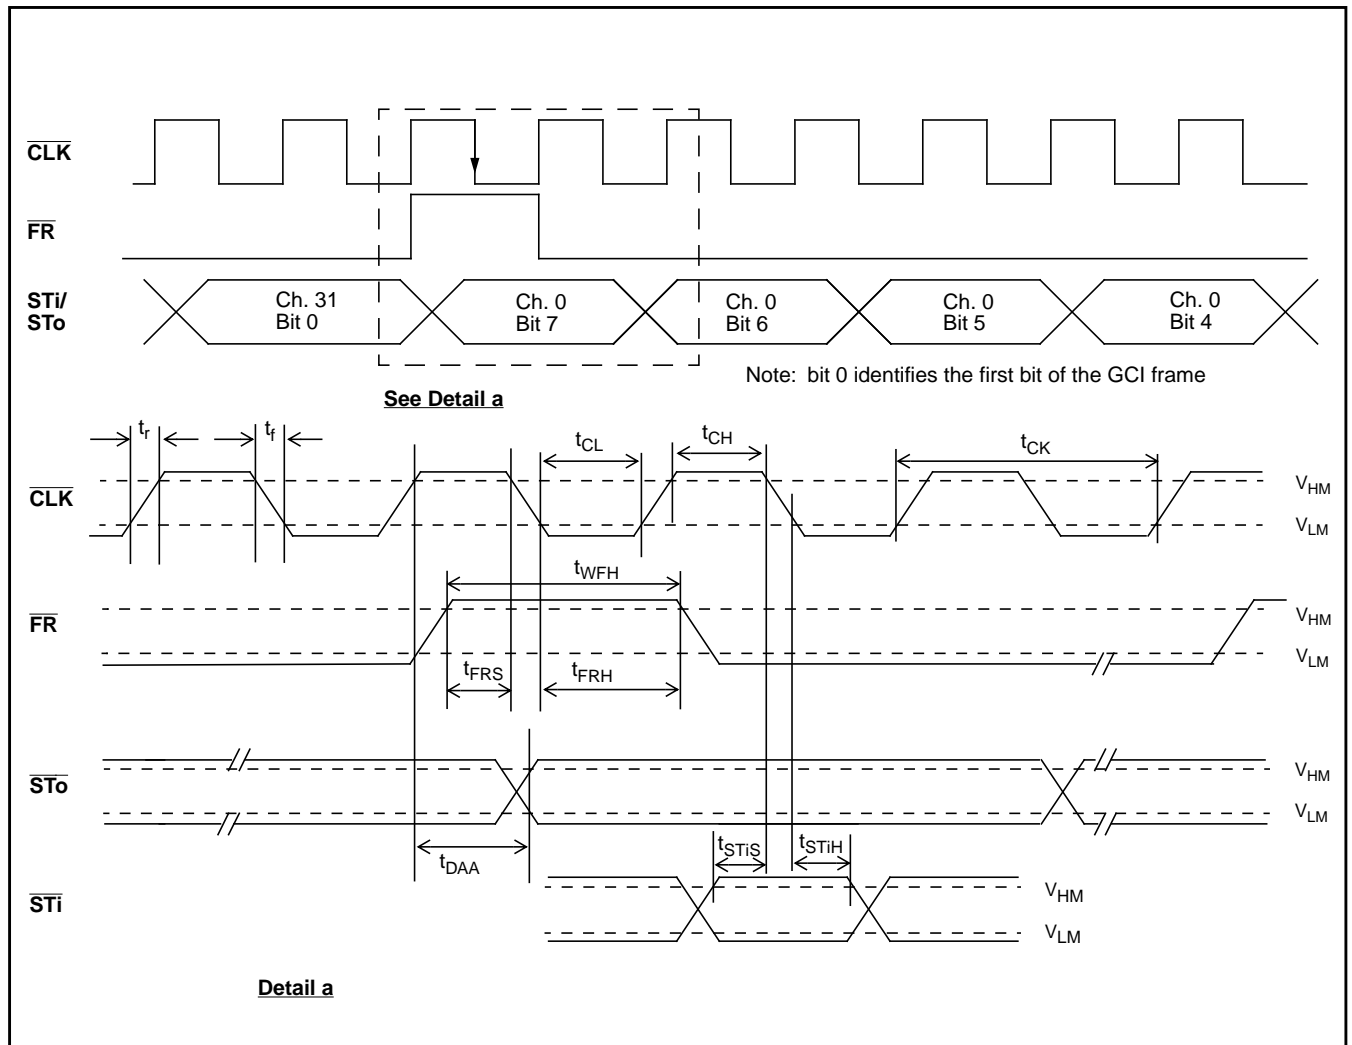 CLK
FR
STi/
STo
Ch. 31
Bit 0
Ch. 0
Bit 7
Ch. 0
Bit 6
Ch. 0
Bit 5
Ch. 0
Bit 4
Note: bit 0 identifies the first bit of the GCI frame
See Detail a
tr
tf
tCL
tCH
tCK
CLK
VHM
VLM
tWFH
FR
VHM
VLM
tFRS
tFRH
STo
VHM
VLM
tDAA
tSTiS
tSTiH
STi
VHM
VLM
Detail a